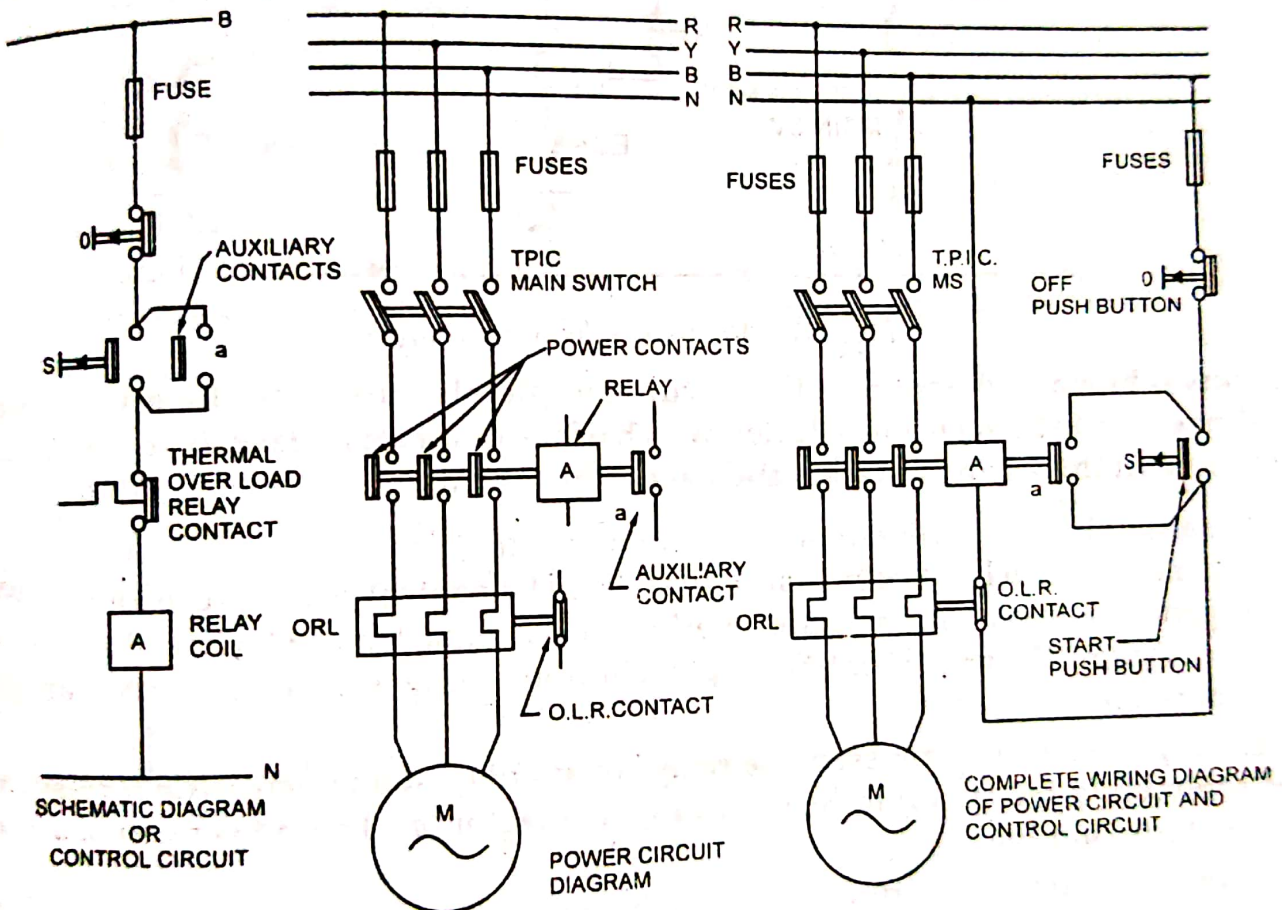 B
FUSE
0
AUXILIARY
CONTACTS
S
a
THERMAL
OVER LOAD
RELAY
CONTACT
A
RELAY
COIL
N
SCHEMATIC DIAGRAM
OR
CONTROL CIRCUIT
R
Y
B
N
FUSES
TPIC
MAIN SWITCH
POWER CONTACTS
RELAY
A
a
AUXILIARY
CONTACT
ORL
O.L.R.CONTACT
M
POWER CIRCUIT
DIAGRAM
R
Y
B
N
FUSES
FUSES
T.P.I.C.
MS
OFF
PUSH BUTTON
0
A
a
S
O.L.R.
CONTACT
ORL
START
PUSH BUTTON
M
COMPLETE WIRING DIAGRAM
OF POWER CIRCUIT AND
CONTROL CIRCUIT